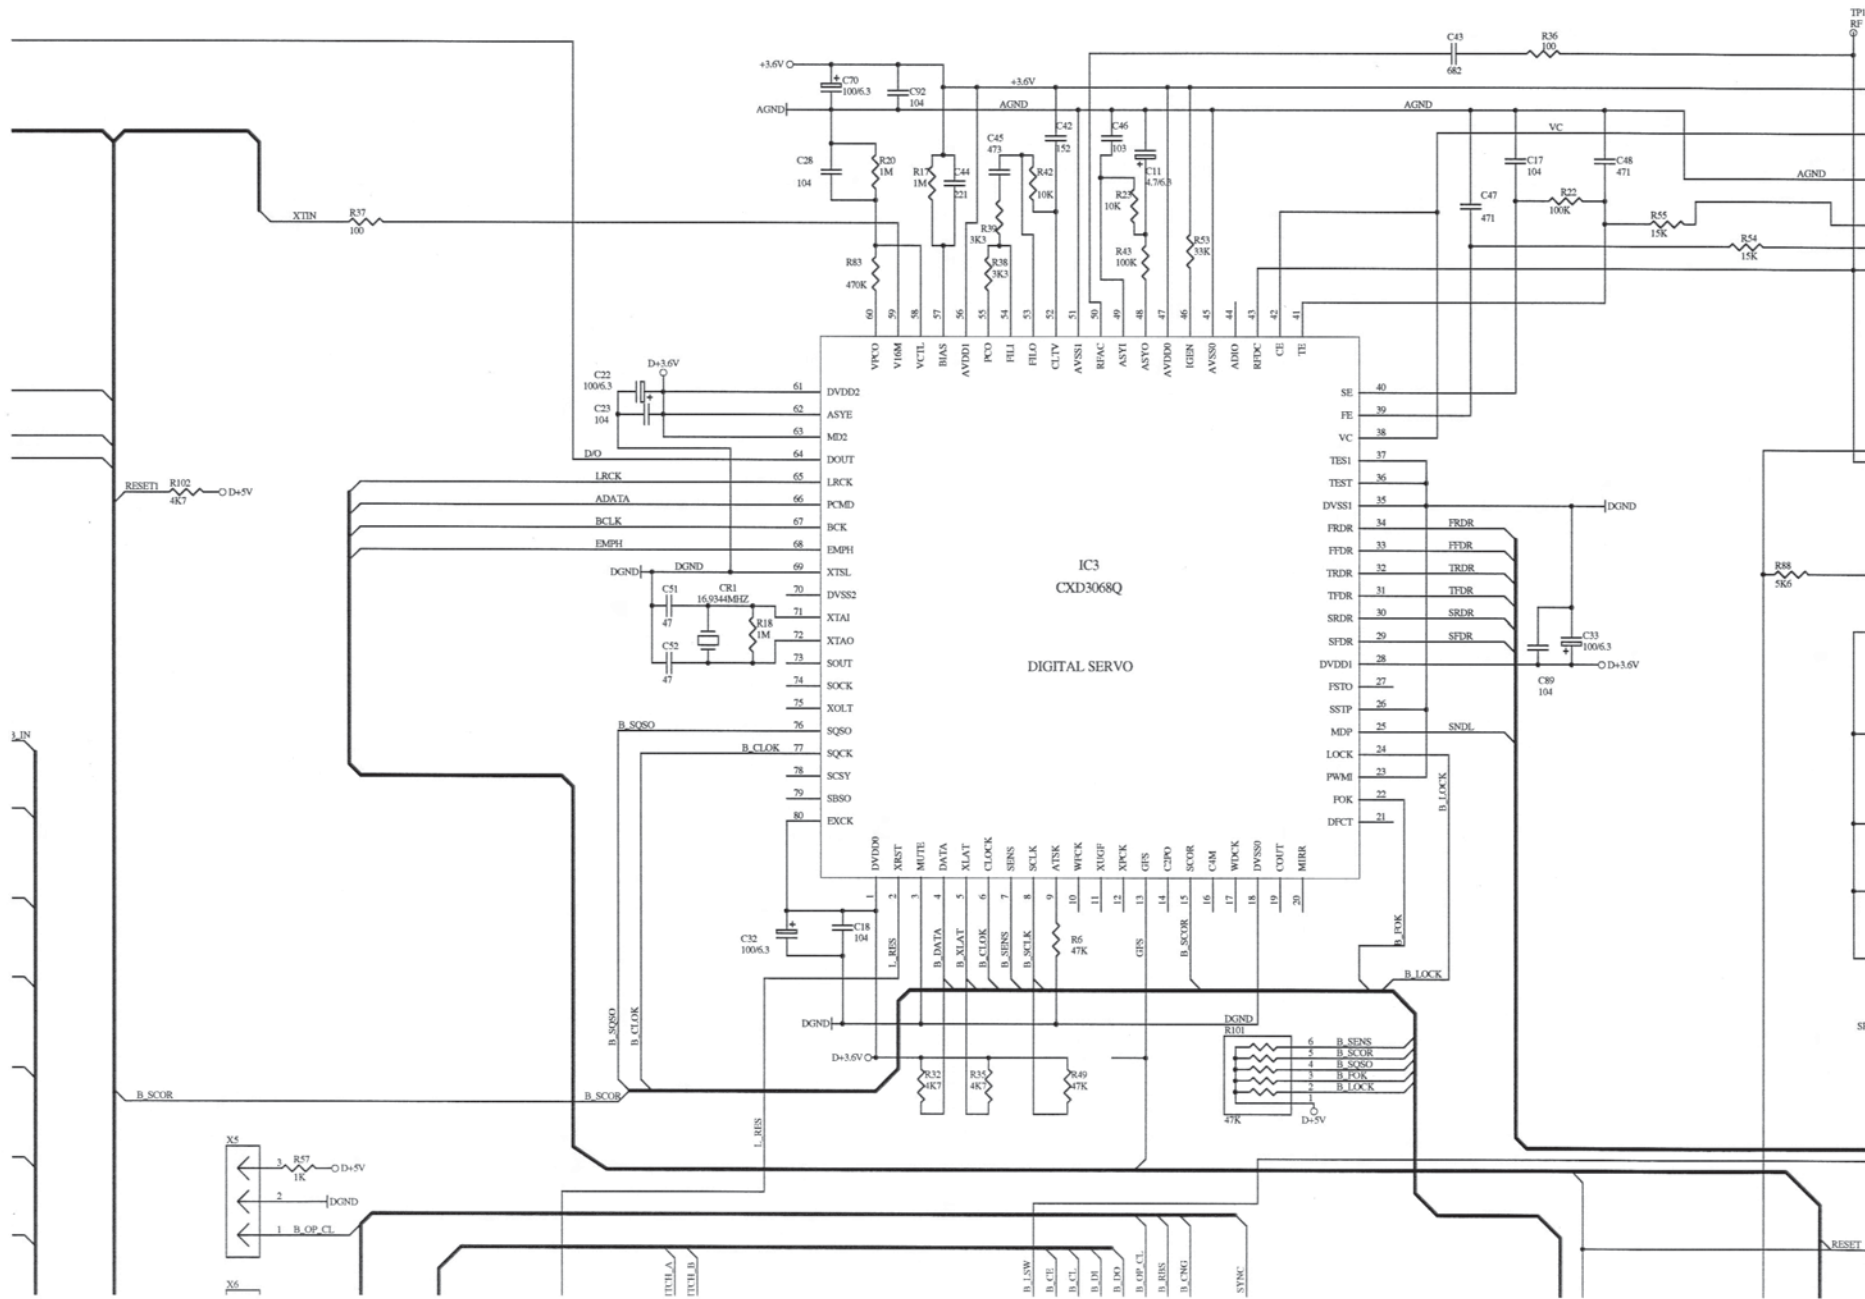 TP1
RF
C43
682
R36
100
+3.6V
C70
100/6.3
C92
104
+3.6V
AGND
AGND
AGND
VC
AGND
C28
104
R20
1M
R17
1M
C44
221
C45
473
R42
10K
C42
152
C46
103
C11
4.7/6.3
R23
10K
C17
104
C48
471
R22
100K
C47
471
R55
15K
R54
15K
XTIN
R37
100
R39
3K3
R38
3K3
R43
100K
R53
33K
R83
470K
60 59 58 57 56 55 54 53 52 51 50 49 48 47 46 45 44 43 42 41
VPCO V16M VCTL BIAS AVDD1 PCO FILI FILO CLTV AVSS1 RFAC ASYI ASYO AVDD0 IGEN AVSS0 ADIO RFDC CE TE
D+3.6V
C22
100/6.3
C23
104
61 DVDD2
62 ASYE
63 MD2
D/O 64 DOUT
LRCK 65 LRCK
ADATA 66 PCMD
BCLK 67 BCK
EMPH 68 EMPH
DGND DGND 69 XTSL
70 DVSS2
71 XTAI
72 XTAO
73 SOUT
74 SOCK
75 XOLT
B_SQSO 76 SQSO
B_CLOK 77 SQCK
78 SCSY
79 SBSO
80 EXCK
RESET1
R102
4K7
D+5V
C51
47
CR1
16.9344MHZ
R18
1M
C52
47
IC3
CXD3068Q
DIGITAL SERVO
SE 40
FE 39
VC 38
TES1 37
TEST 36
DVSS1 35 DGND
FRDR 34 FRDR
FFDR 33 FFDR
TRDR 32 TRDR
TFDR 31 TFDR
SRDR 30 SRDR
SFDR 29 SFDR
DVDD1 28 D+3.6V
FSTO 27
SSTP 26
MDP 25 SNDL
LOCK 24
PWMI 23
FOK 22
DFCT 21
B_LOCK
C33
100/6.3
C89
104
R88
5K6
DVDD0 XRST MUTE DATA XLAT CLOCK SENS SCLK ATSK WFCK XUGF XPCK GFS C2PO SCOR C4M WDCK DVSS0 COUT MIRR
1 2 3 4 5 6 7 8 9 10 11 12 13 14 15 16 17 18 19 20
C32
100/6.3
C18
104
L_RES
B_DATA
B_XLAT
B_CLOK
B_SENS
B_SCLK
R6
47K
GFS
B_SCOR
B_FOK
B_LOCK
B_SQSO
B_CLOK
DGND
DGND
D+3.6V
R32
4K7
R35
4K7
R49
47K
R101
6 B_SENS
5 B_SCOR
4 B_SQSO
3 B_FOK
2 B_LOCK
1
D+5V
47K
B_SCOR
B_SCOR
L_RES
X5
3
R57
1K
D+5V
2
DGND
1
B_OP_CL
X6
B_LSW
B_CE
B_CL
B_DI
B_DO
B_OP_CL
B_RBS
B_CNG
SYNC
RESET